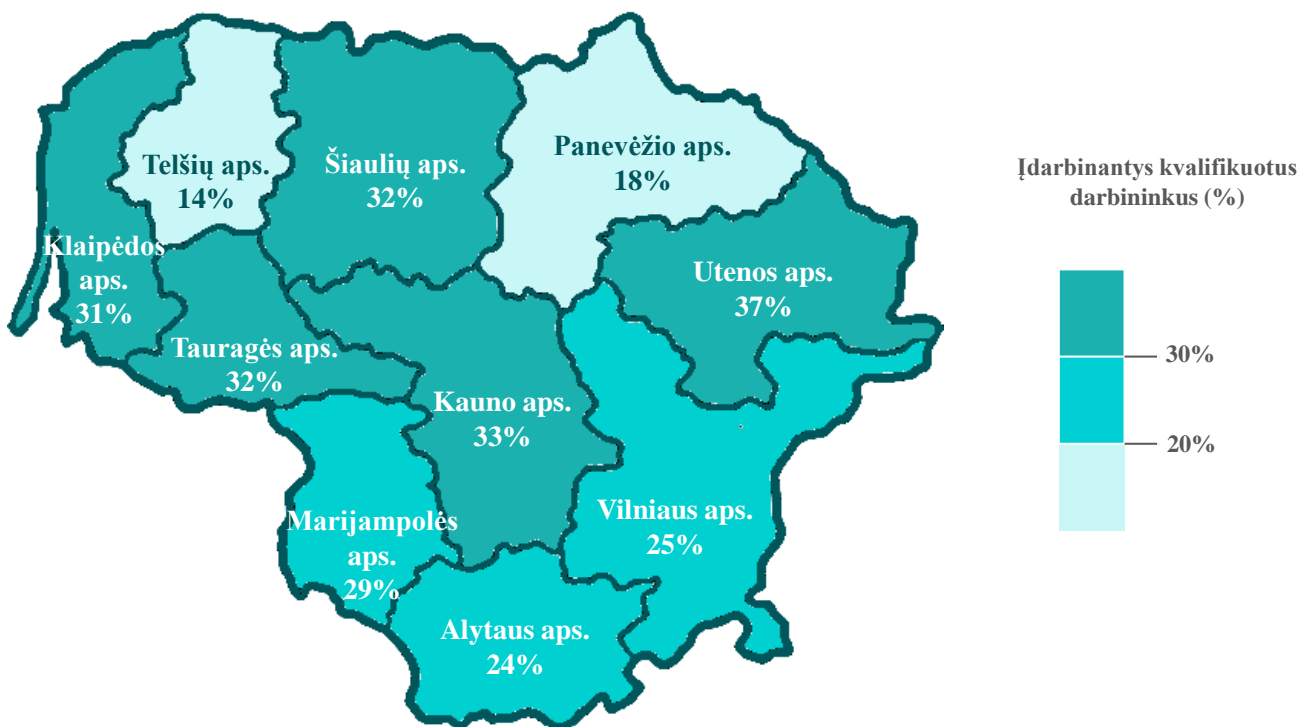 Telšių aps.
14%
Šiaulių aps.
32%
Panevėžio aps.
18%
Klaipėdos
aps.
31%
Utenos aps.
37%
Tauragės aps.
32%
Kauno aps.
33%
Marijampolės
aps.
29%
Vilniaus aps.
25%
Alytaus aps.
24%
Įdarbinantys kvalifikuotus
darbininkus (%)
30%
20%